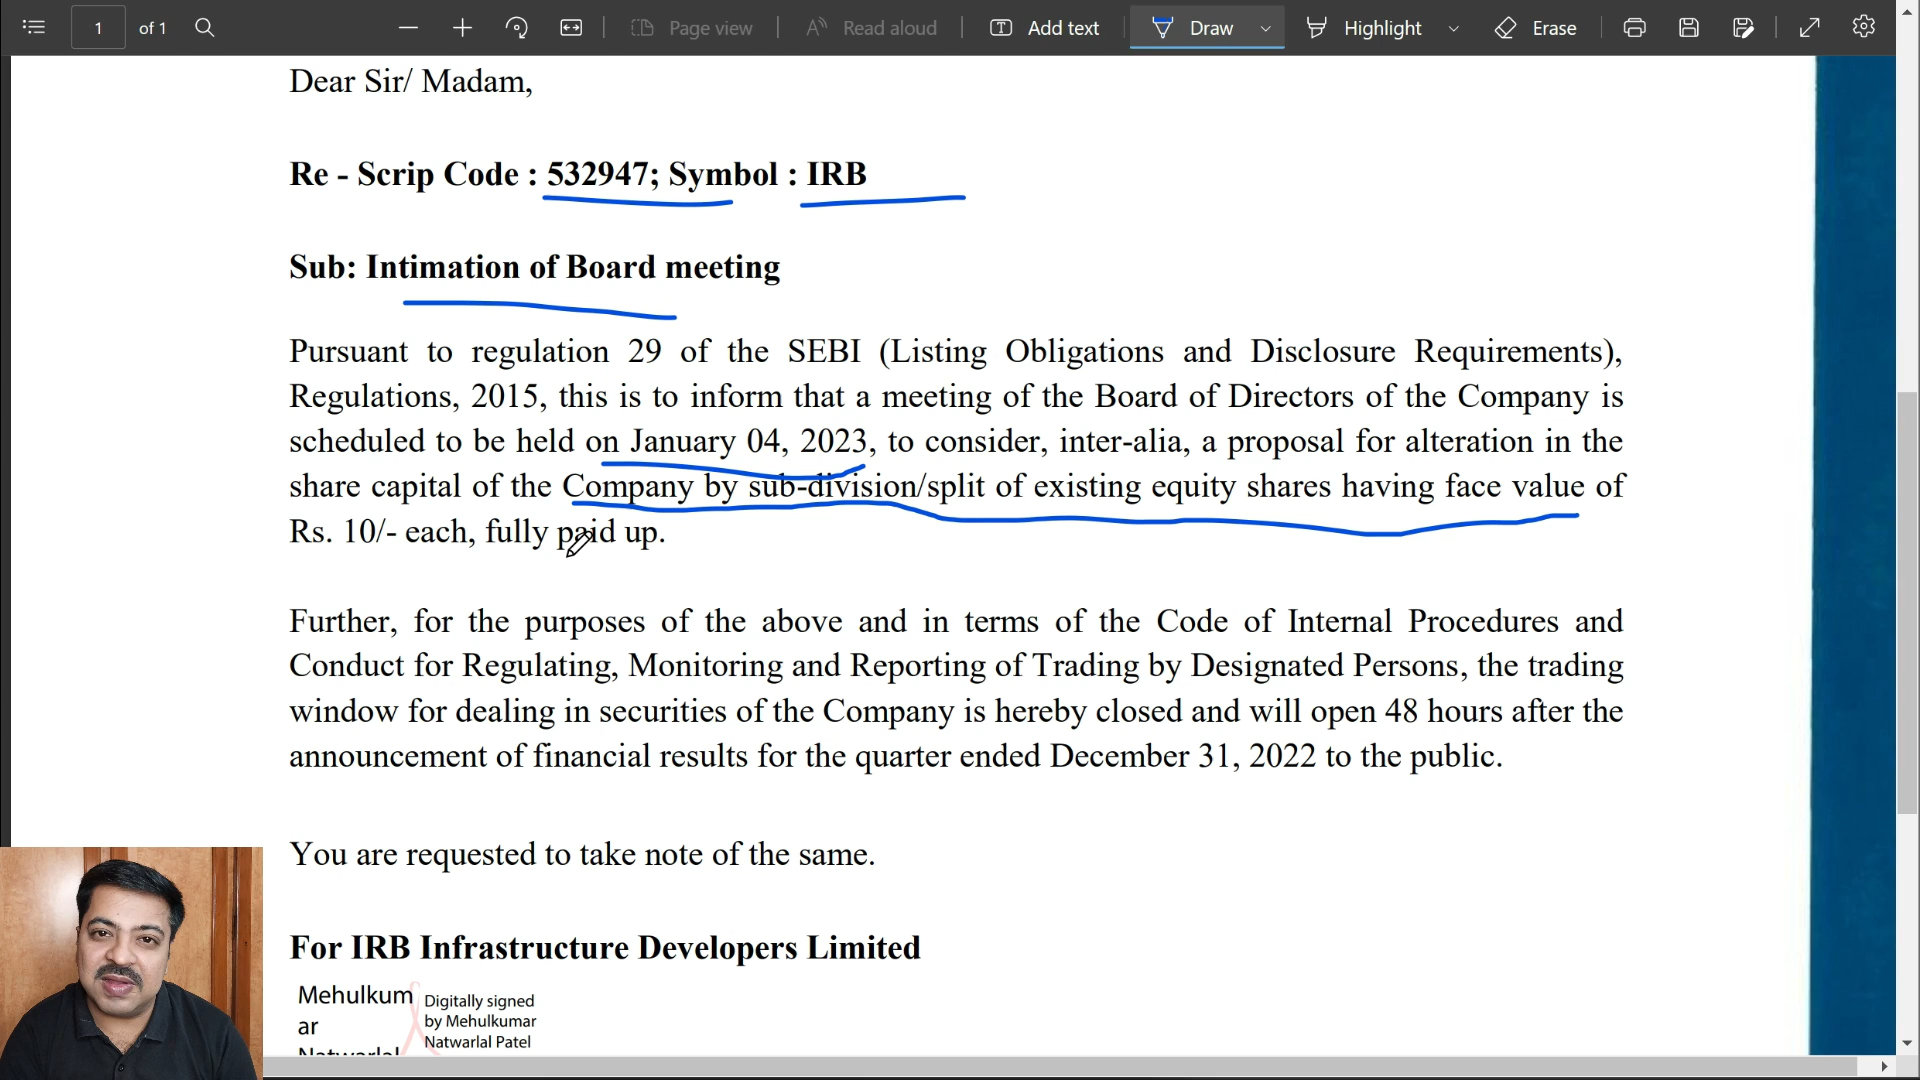 1 of 1 Page view Read aloud Add text Draw Highlight Erase
Dear Sir/ Madam,
Re - Scrip Code : 532947; Symbol : IRB
Sub: Intimation of Board meeting
Pursuant to regulation 29 of the SEBI (Listing Obligations and Disclosure Requirements),
Regulations, 2015, this is to inform that a meeting of the Board of Directors of the Company is
scheduled to be held on January 04, 2023, to consider, inter-alia, a proposal for alteration in the
share capital of the Company by sub-division/split of existing equity shares having face value of
Rs. 10/- each, fully paid up.
Further, for the purposes of the above and in terms of the Code of Internal Procedures and
Conduct for Regulating, Monitoring and Reporting of Trading by Designated Persons, the trading
window for dealing in securities of the Company is hereby closed and will open 48 hours after the
announcement of financial results for the quarter ended December 31, 2022 to the public.
You are requested to take note of the same.
For IRB Infrastructure Developers Limited
Mehulkum
ar
Natwarlal
Digitally signed
by Mehulkumar
Natwarlal Patel